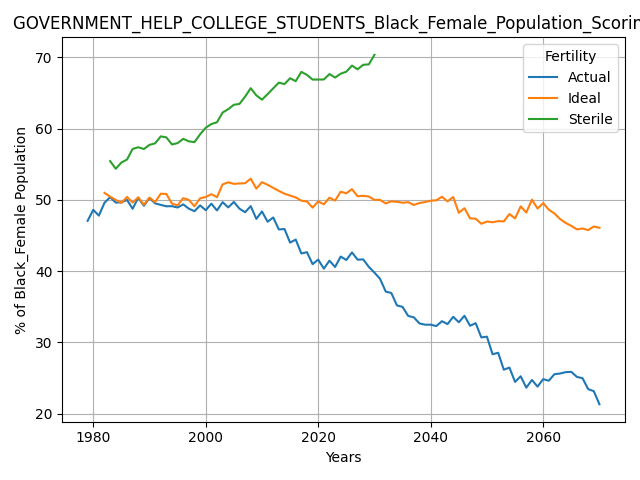 GOVERNMENT_HELP_COLLEGE_STUDENTS_Black_Female_Population_Scorin
% of Black_Female Population
70
60
50
40
30
20
Fertility
Actual
Ideal
Sterile
1980 2000 2020 2040 2060
Years